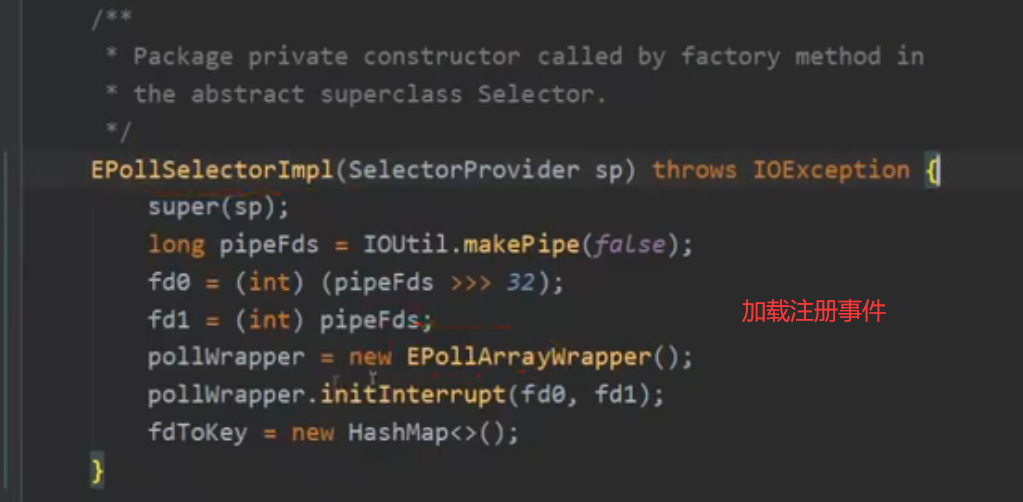 /**
* Package private constructor called by factory method in
* the abstract superclass Selector.
*/
EPollSelectorImpl(SelectorProvider sp) throws IOException {
super(sp);
long pipeFds = IOUtil.makePipe(false);
fd0 = (int) (pipeFds >>> 32);
fd1 = (int) pipeFds;
加载注册事件
pollWrapper = new EPollArrayWrapper();
pollWrapper.initInterrupt(fd0, fd1);
fdToKey = new HashMap<>();
}